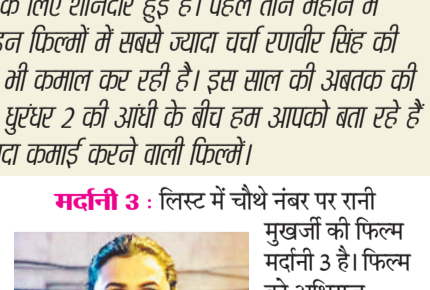 के लिए शानदार हुई है। पहले तीन महीने में
इन फिल्मों में सबसे ज्यादा चर्चा रणवीर सिंह की
भी कमाल कर रही है। इस साल की अबतक की
धुरंधर 2 की आंधी के बीच हम आपको बता रहे हैं
कमाई करने वाली फिल्में।
मर्दानी 3 : लिस्ट में चौथे नंबर पर रानी
मुखर्जी की फिल्म
मर्दानी 3 है। फिल्म